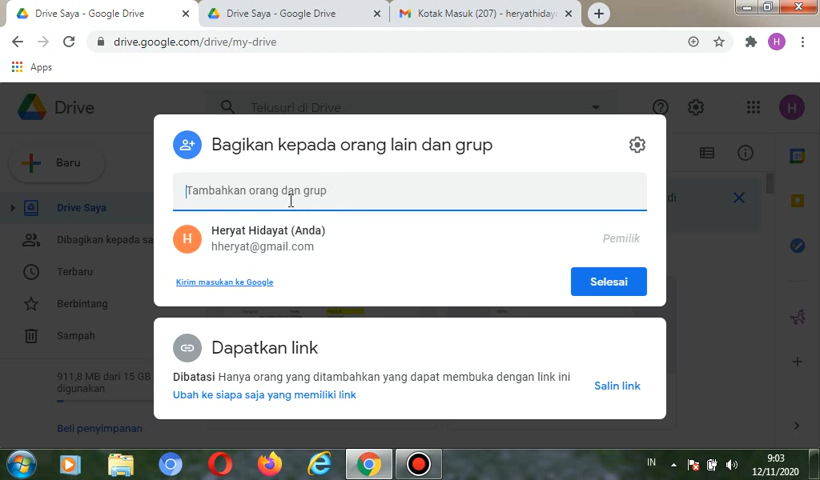 Drive Saya - Google Drive
Drive Saya - Google Drive
Kotak Masuk (207) - heryathida
drive.google.com/drive/my-drive
H
Apps
Drive
Telusuri di Drive
H
Baru
Bagikan kepada orang lain dan grup
Tambahkan orang dan grup
Drive Saya
di
Heryat Hidayat (Anda)
H
Pemilik
hheryat@gmail.com
Dibagikan kepada sa
Terbaru
Kirim masukan ke Google
Selesai
Berbintang
Sampah
Dapatkan link
911,8 MB dari 15 GB
digunakan
Dibatasi Hanya orang yang ditambahkan yang dapat membuka dengan link ini
Salin link
Ubah ke siapa saja yang memiliki link
Beli penyimpanan
IN
9:03
12/11/2020